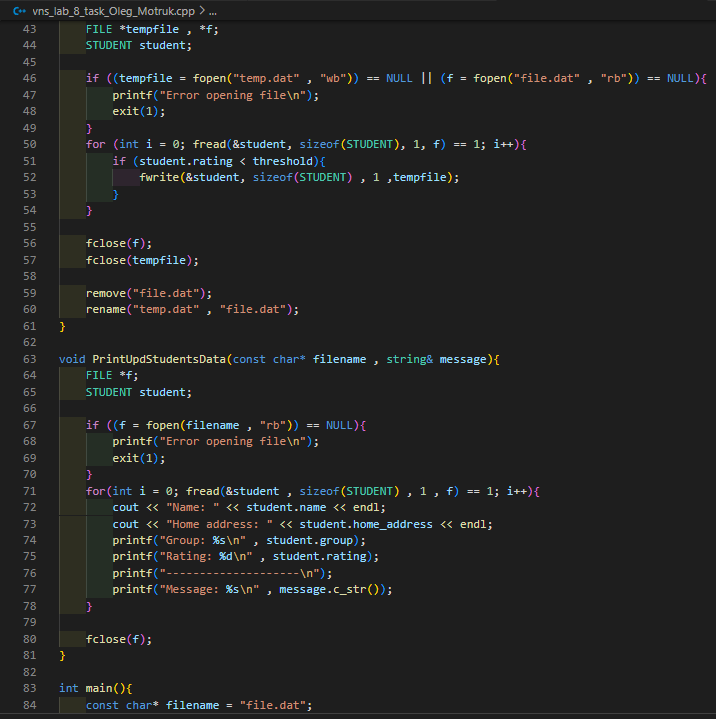 C++ vns_lab_8_task_Oleg_Motruk.cpp > ...
43 FILE *tempfile , *f;
44 STUDENT student;
45
46 if ((tempfile = fopen("temp.dat" , "wb")) == NULL || (f = fopen("file.dat" , "rb")) == NULL){
47 printf("Error opening file\n");
48 exit(1);
49 }
50 for (int i = 0; fread(&student, sizeof(STUDENT), 1, f) == 1; i++){
51 if (student.rating < threshold){
52 fwrite(&student, sizeof(STUDENT) , 1 ,tempfile);
53 }
54 }
55
56 fclose(f);
57 fclose(tempfile);
58
59 remove("file.dat");
60 rename("temp.dat" , "file.dat");
61 }
62
63 void PrintUpdStudentsData(const char* filename , string& message){
64 FILE *f;
65 STUDENT student;
66
67 if ((f = fopen(filename , "rb")) == NULL){
68 printf("Error opening file\n");
69 exit(1);
70 }
71 for(int i = 0; fread(&student , sizeof(STUDENT) , 1 , f) == 1; i++){
72 cout << "Name: " << student.name << endl;
73 cout << "Home address: " << student.home_address << endl;
74 printf("Group: %s\n" , student.group);
75 printf("Rating: %d\n" , student.rating);
76 printf("--------------------\n");
77 printf("Message: %s\n" , message.c_str());
78 }
79
80 fclose(f);
81 }
82
83 int main(){
84 const char* filename = "file.dat";